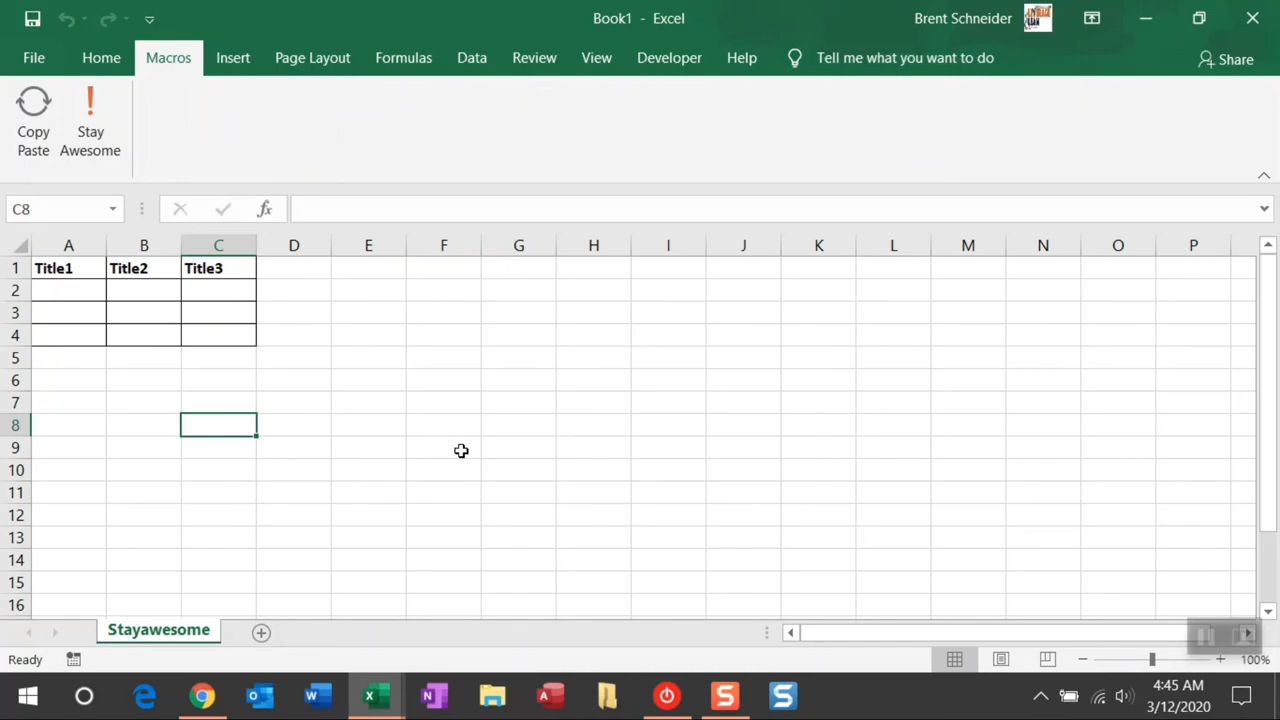 Book1 - Excel
Brent Schneider
File Home Macros Insert Page Layout Formulas Data Review View Developer Help Tell me what you want to do Share
Copy Paste
Stay Awesome
C8
fx
A B C D E F G H I J K L M N O P
1 Title1 Title2 Title3
2
3
4
5
6
7
8
9
10
11
12
13
14
15
16
Stayawesome
Ready
100%
4:45 AM
3/12/2020